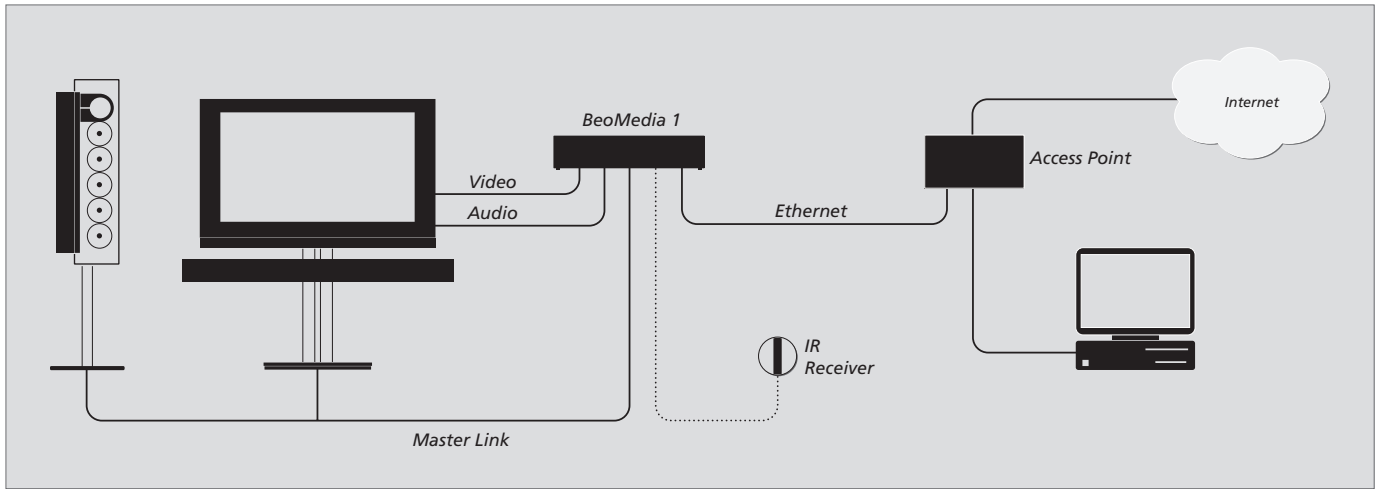 Internet
BeoMedia 1
Access Point
Video
Audio
Ethernet
IR
Receiver
Master Link